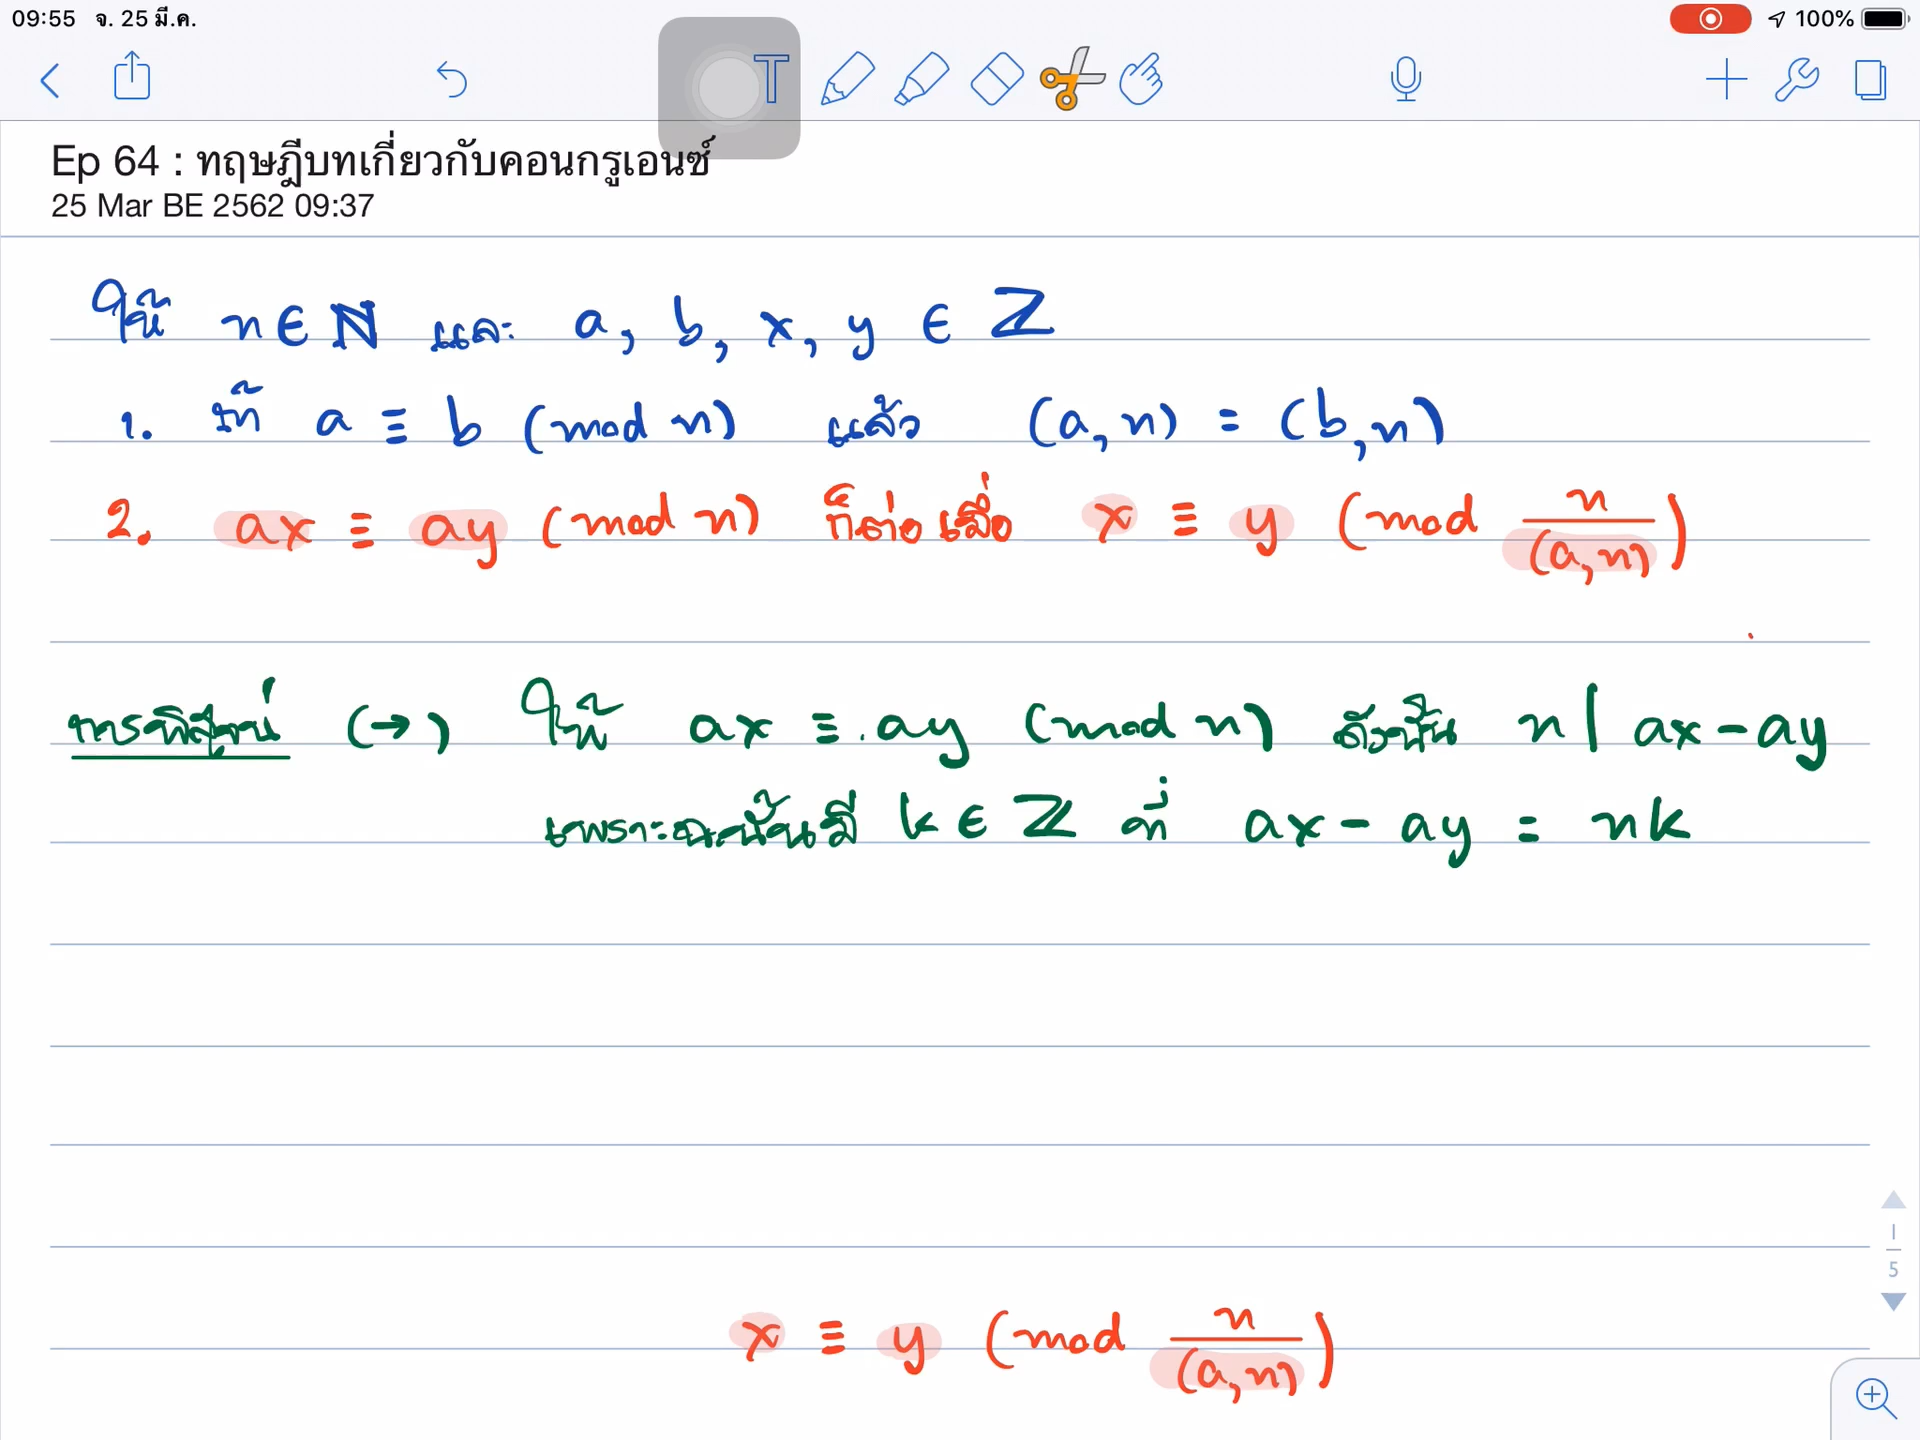 09:55 จ. 25 มี.ค.
100%
T
Ep 64 : ทฤษฎีบทเกี่ยวกับคอนกรูเอนซ์
25 Mar BE 2562 09:37
ให้ n ∈ ℕ และ a, b, x, y ∈ ℤ
1. ถ้า a ≡ b (mod n) แล้ว (a, n) = (b, n)
2. ax ≡ ay (mod n) ก็ต่อเมื่อ x ≡ y (mod n/(a, n))
การพิสูจน์ (→) ให้ ax ≡ ay (mod n) ดังนั้น n | ax − ay
เพราะฉะนั้นมี k ∈ ℤ ที่ ax − ay = nk
1
5
x ≡ y (mod n/(a, n))